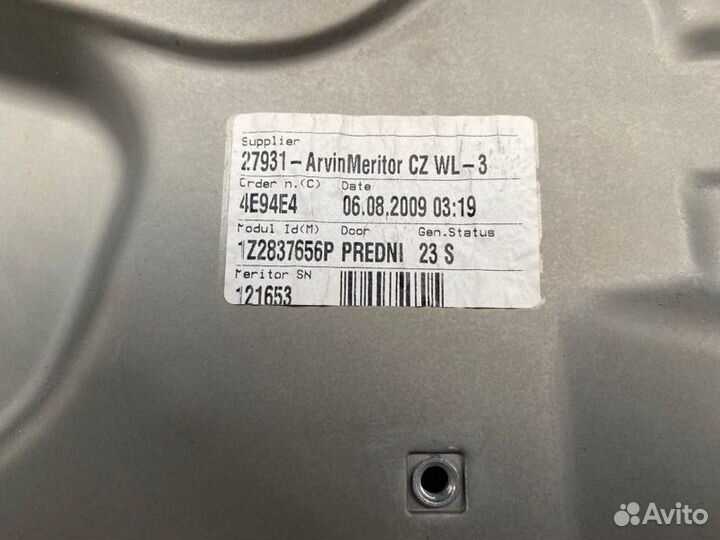 Supplier
27931-ArvinMeritor CZ WL-3
Order n.(C) Date
4E94E4 06.08.2009 03:19
Modul Id(M) Door Gen.Status
1Z2837656P PREDNI 23 S
Meritor SN
121653
Avito